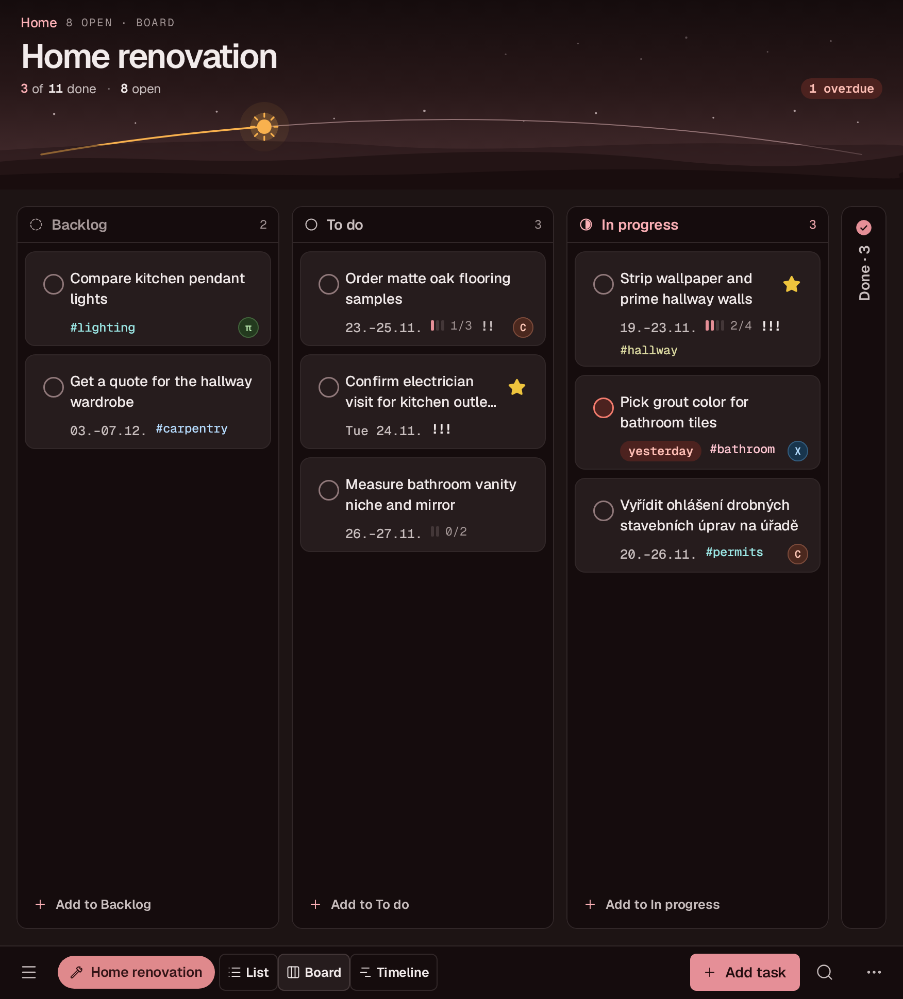 Home 8 OPEN · BOARD
Home renovation
3 of 11 done · 8 open
1 overdue
Backlog 2
Compare kitchen pendant
lights
#lighting π
Get a quote for the hallway
wardrobe
03.–07.12. #carpentry
+ Add to Backlog
To do 3
Order matte oak flooring
samples
23.–25.11. 1/3 !! C
Confirm electrician
visit for kitchen outle…
Tue 24.11. !!!
Measure bathroom vanity
niche and mirror
26.–27.11. 0/2
+ Add to To do
In progress 3
Strip wallpaper and
prime hallway walls
19.–23.11. 2/4 !!!
#hallway
Pick grout color for
bathroom tiles
yesterday #bathroom X
Vyřídit ohlášení drobných
stavebních úprav na úřadě
20.–26.11. #permits C
+ Add to In progress
Done · 3
Home renovation List Board Timeline + Add task